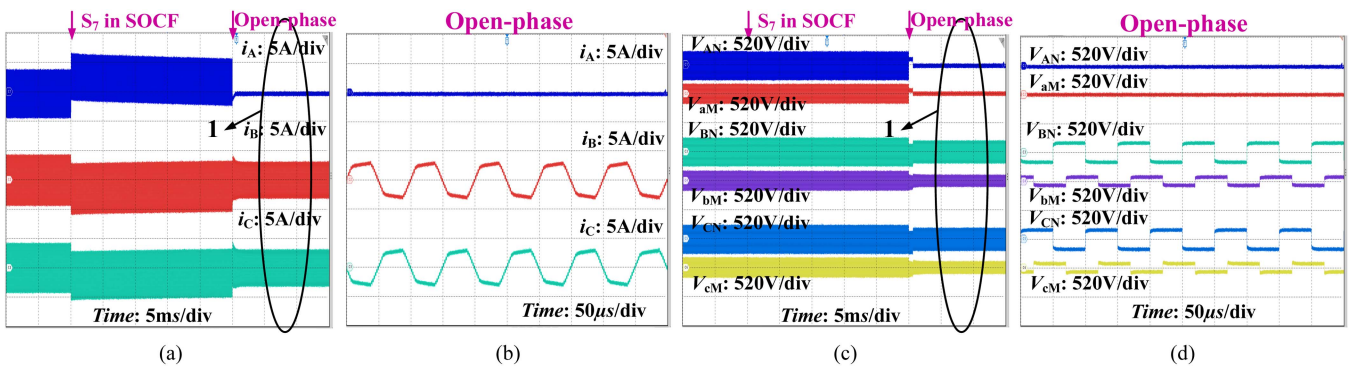 S7 in SOCF
Open-phase
iA: 5A/div
1
iB: 5A/div
iC: 5A/div
Time: 5ms/div
(a)
Open-phase
iA: 5A/div
iB: 5A/div
iC: 5A/div
Time: 50μs/div
(b)
S7 in SOCF
Open-phase
VAN: 520V/div
VaM: 520V/div
1
VBN: 520V/div
VbM: 520V/div
VCN: 520V/div
VcM: 520V/div
Time: 5ms/div
(c)
Open-phase
VAN: 520V/div
VaM: 520V/div
VBN: 520V/div
VbM: 520V/div
VCN: 520V/div
VcM: 520V/div
Time: 50μs/div
(d)